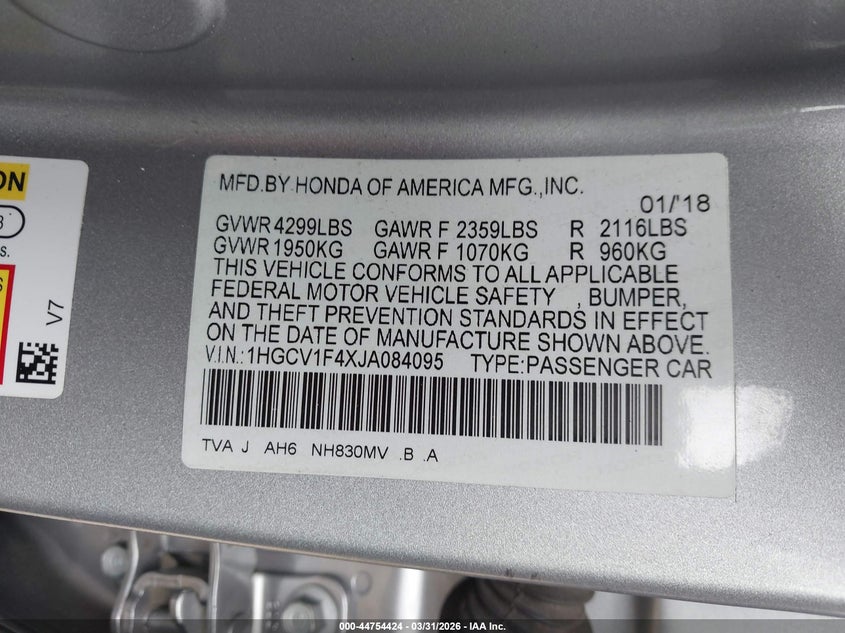 MFD.BY HONDA OF AMERICA MFG.,INC.
01/'18
GVWR 4299LBS GAWR F 2359LBS R 2116LBS
GVWR 1950KG GAWR F 1070KG R 960KG
THIS VEHICLE CONFORMS TO ALL APPLICABLE
FEDERAL MOTOR VEHICLE SAFETY , BUMPER,
AND THEFT PREVENTION STANDARDS IN EFFECT
ON THE DATE OF MANUFACTURE SHOWN ABOVE.
V.I.N.:1HGCV1F4XJA084095 TYPE:PASSENGER CAR
TVA J AH6 NH830MV .B .A
V7
000-44754424 | 03/31/2026 - IAA Inc.